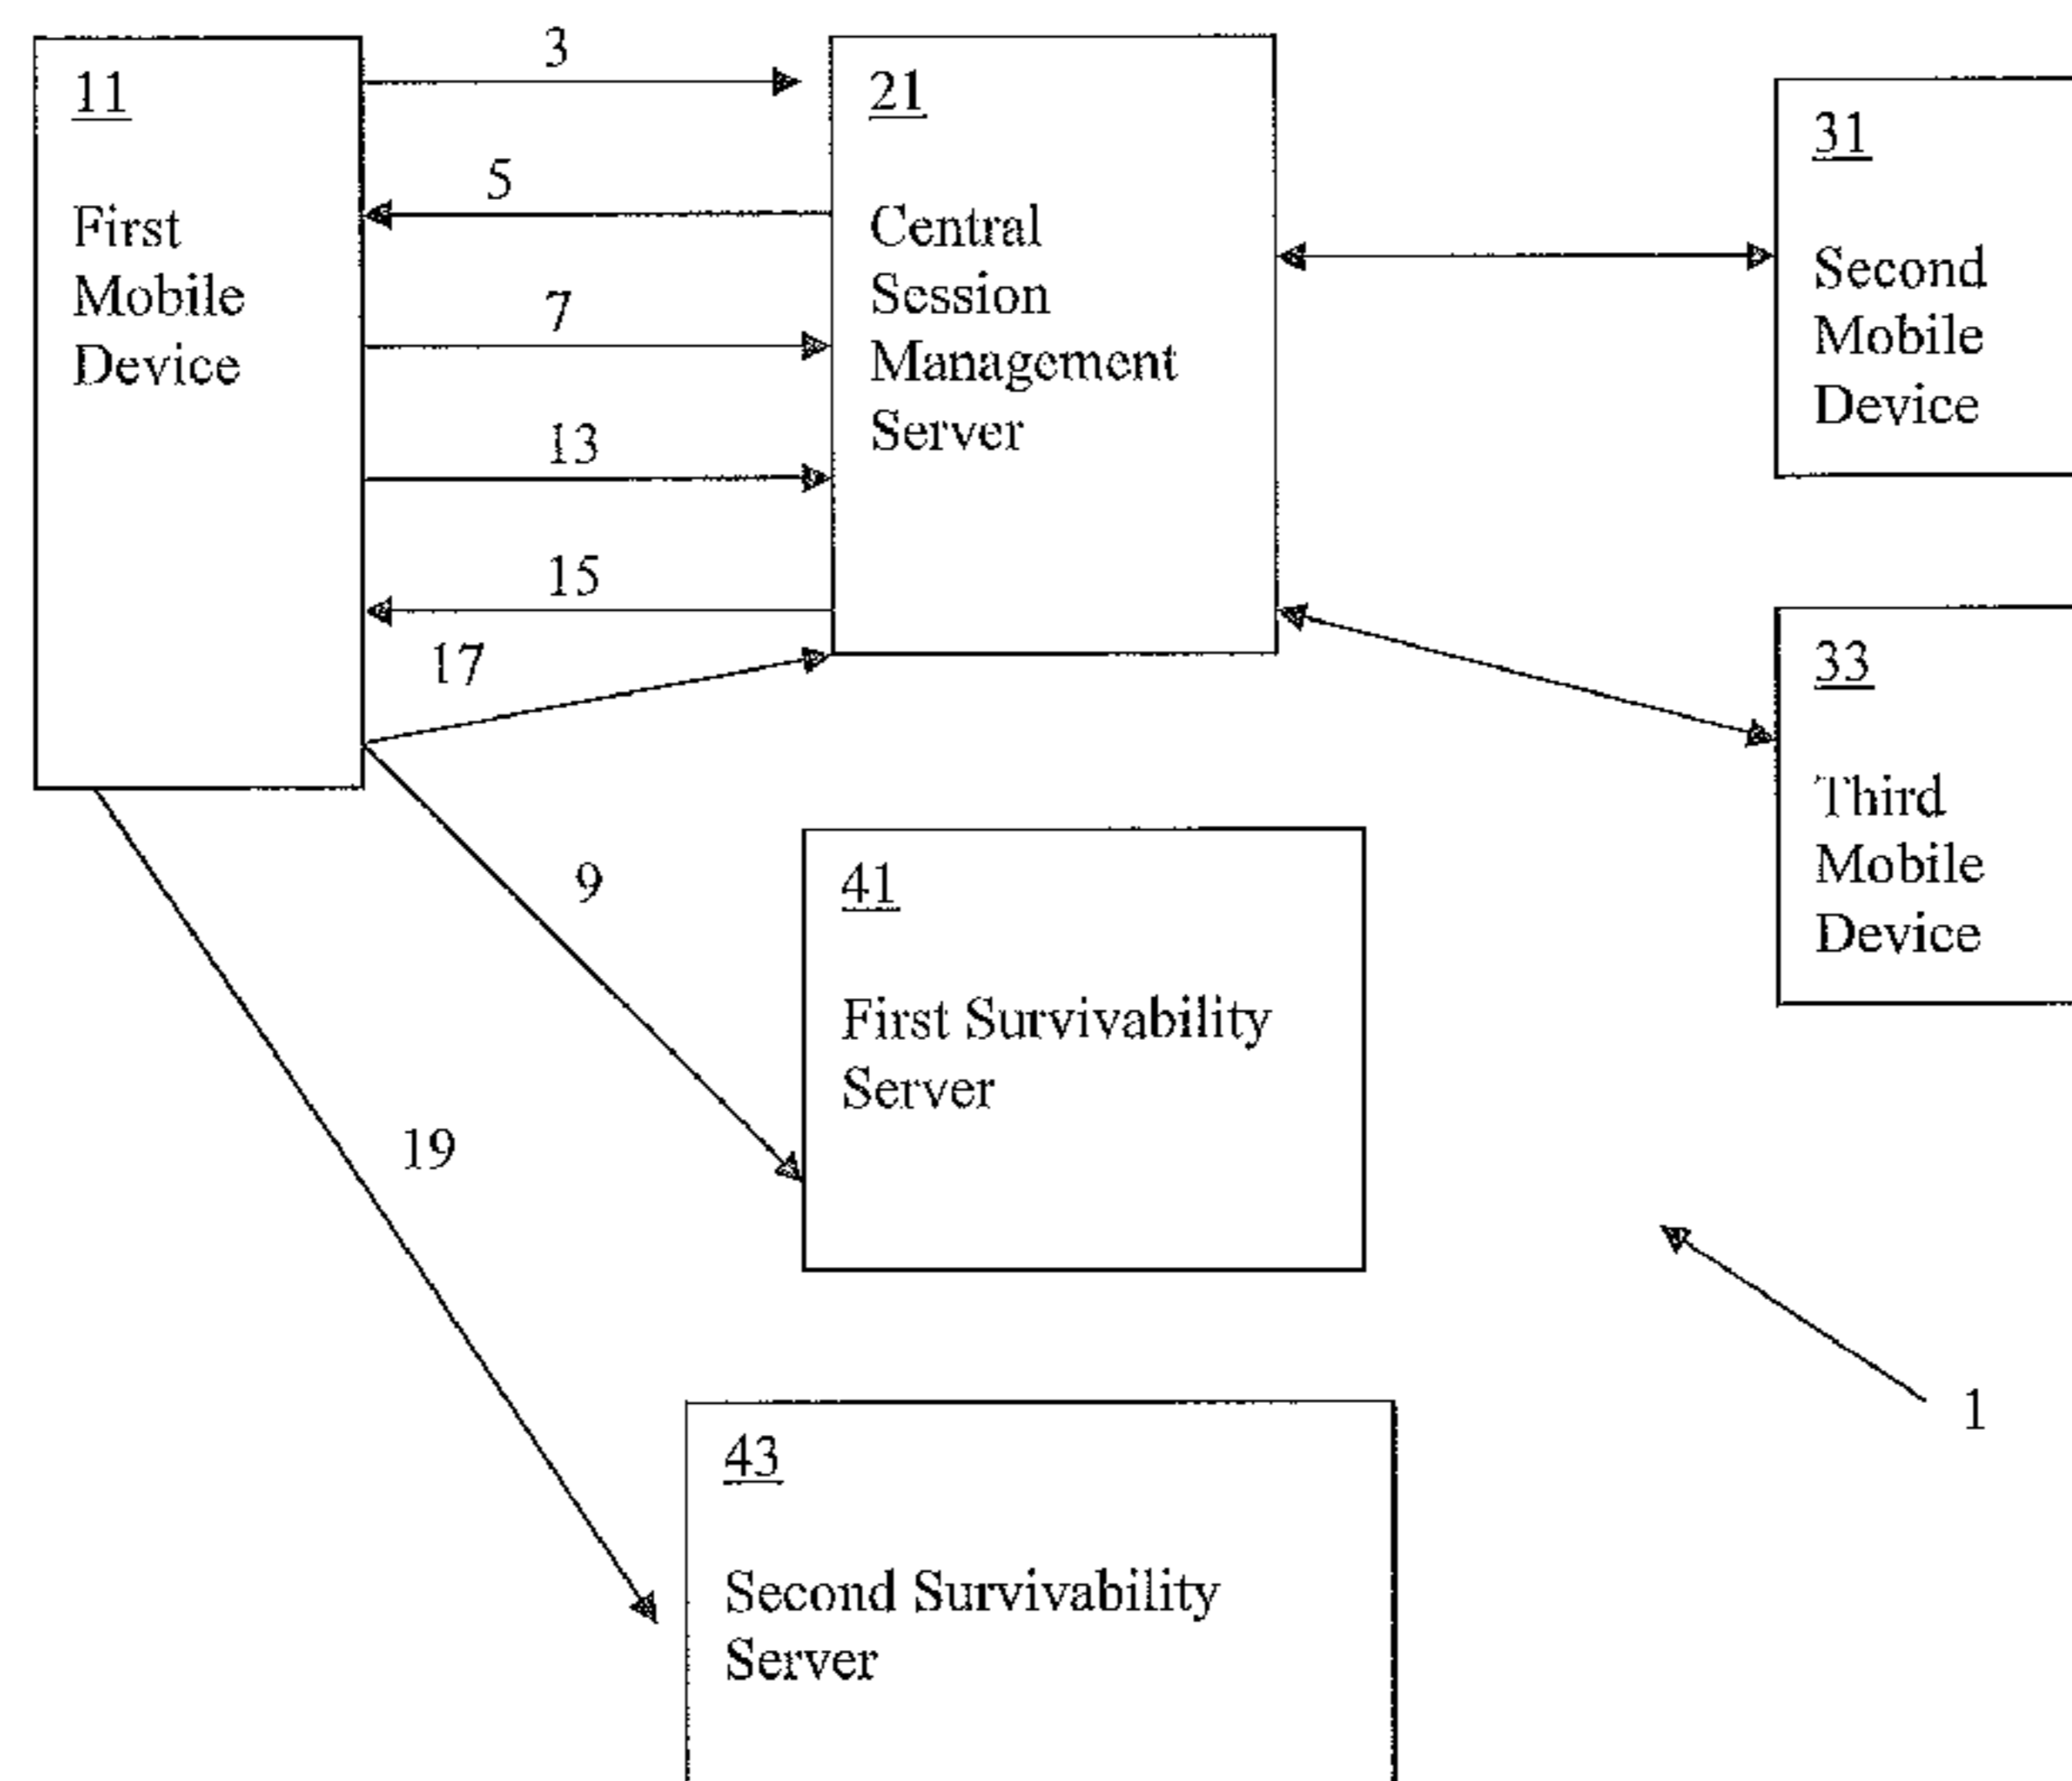 11
First
Mobile
Device
3
5
7
13
15
17
9
19
21
Central
Session
Management
Server
31
Second
Mobile
Device
33
Third
Mobile
Device
41
First Survivability
Server
43
Second Survivability
Server
1